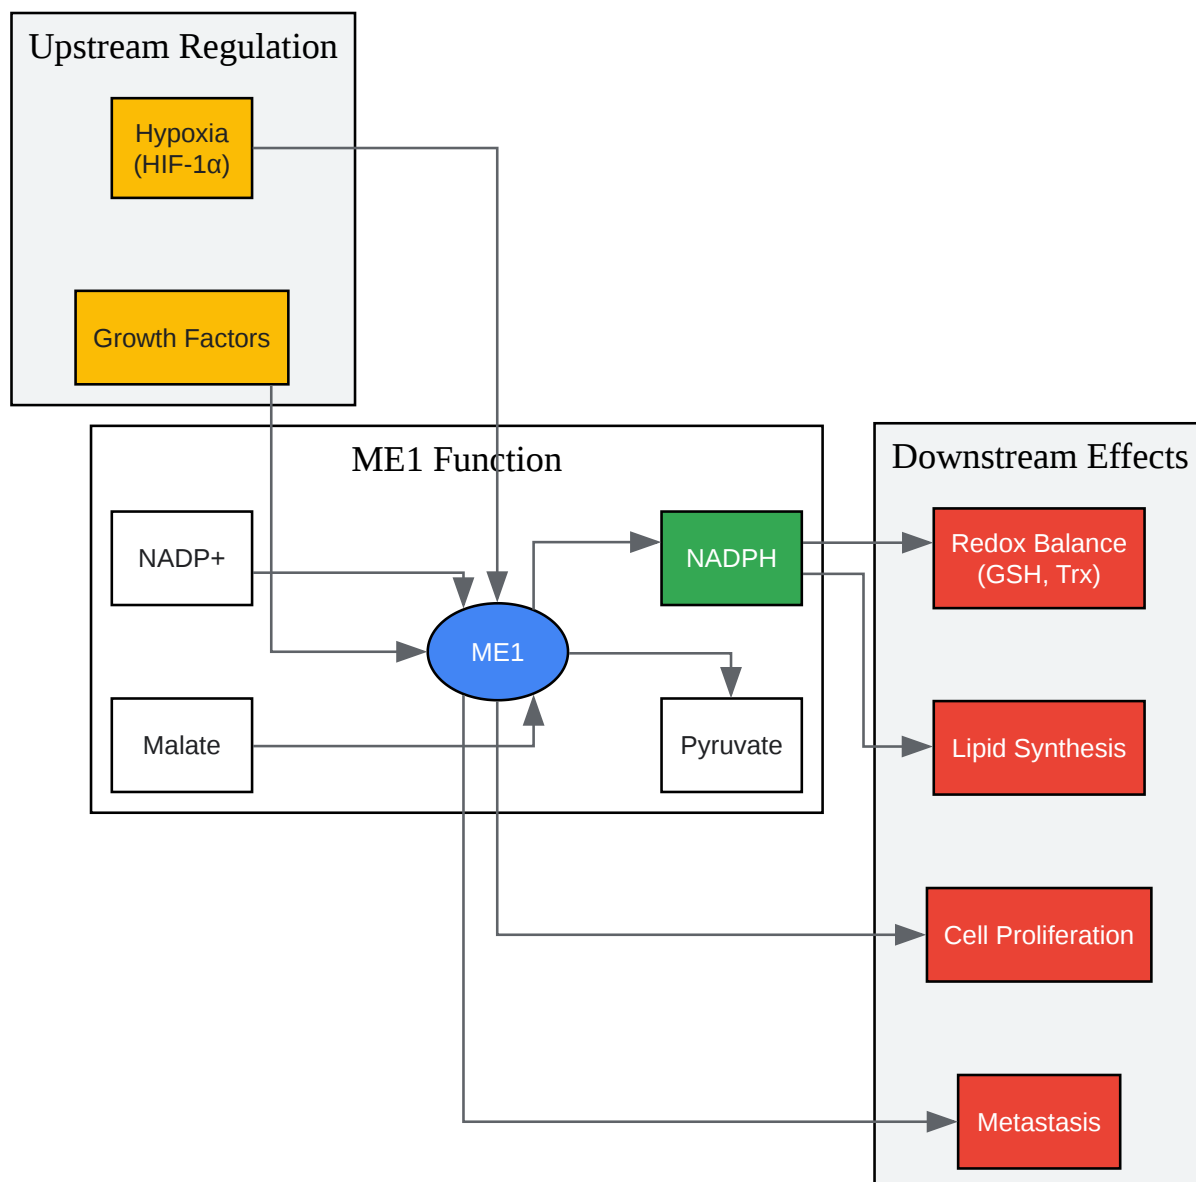 Upstream Regulation
Hypoxia
(HIF-1α)
Growth Factors
ME1 Function
NADP+
NADPH
ME1
Malate
Pyruvate
Downstream Effects
Redox Balance
(GSH, Trx)
Lipid Synthesis
Cell Proliferation
Metastasis